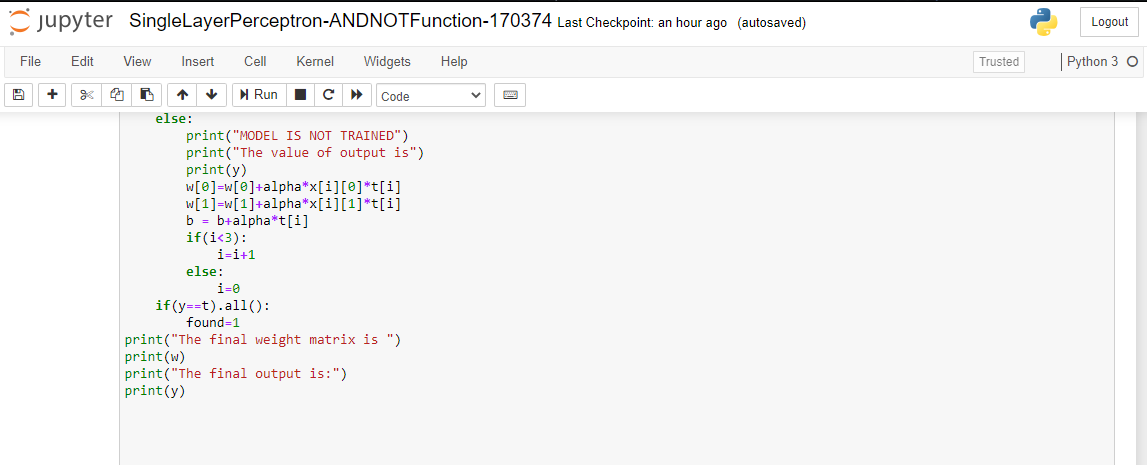 jupyter SingleLayerPerceptron-ANDNOTFunction-170374 Last Checkpoint: an hour ago (autosaved) Logout
File Edit View Insert Cell Kernel Widgets Help Trusted Python 3
Run Code
else:
print("MODEL IS NOT TRAINED")
print("The value of output is")
print(y)
w[0]=w[0]+alpha*x[i][0]*t[i]
w[1]=w[1]+alpha*x[i][1]*t[i]
b = b+alpha*t[i]
if(i<3):
i=i+1
else:
i=0
if(y==t).all():
found=1
print("The final weight matrix is ")
print(w)
print("The final output is:")
print(y)